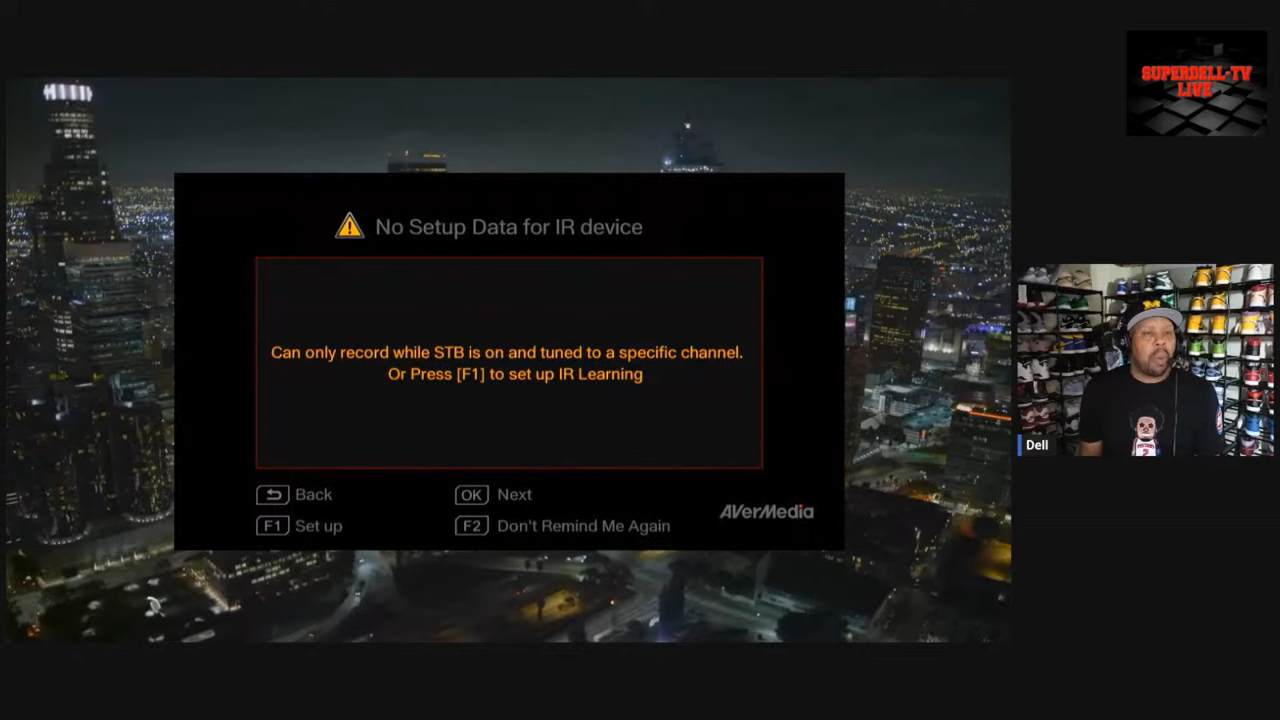 SUPERDELL-TV
LIVE
No Setup Data for IR device
Can only record while STB is on and tuned to a specific channel.
Or Press [F1] to set up IR Learning
Back
OK Next
F1 Set up
F2 Don't Remind Me Again
AVerMedia
Dell